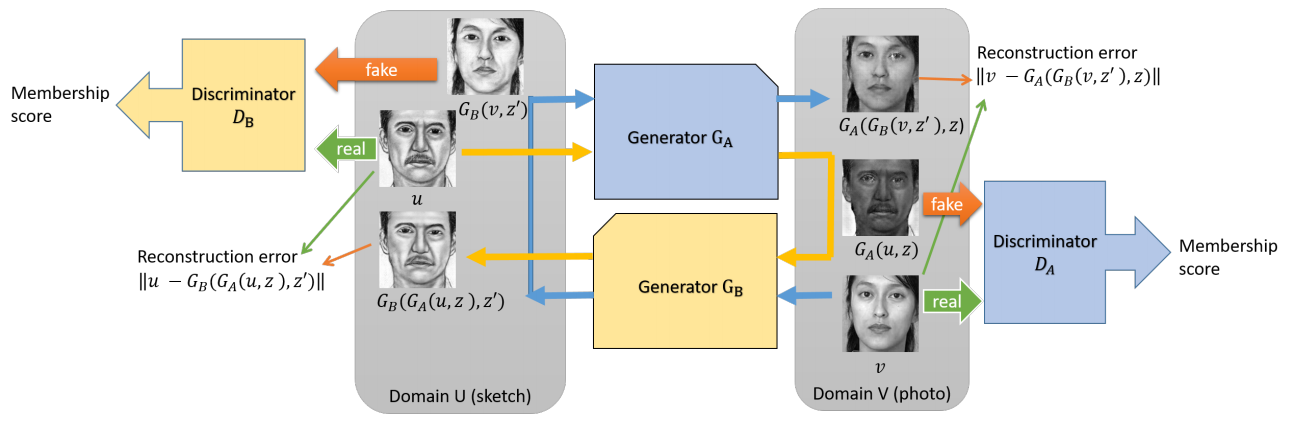 Membership
score
Discriminator
D_B
fake
real
G_B(v, z′)
u
Reconstruction error
‖u − G_B(G_A(u, z ), z′)‖
G_B(G_A(u, z ), z′)
Domain U (sketch)
Generator G_A
Generator G_B
G_A(G_B(v, z′ ), z)
G_A(u, z)
v
Domain V (photo)
Reconstruction error
‖v − G_A(G_B(v, z′ ), z)‖
fake
real
Discriminator
D_A
Membership
score